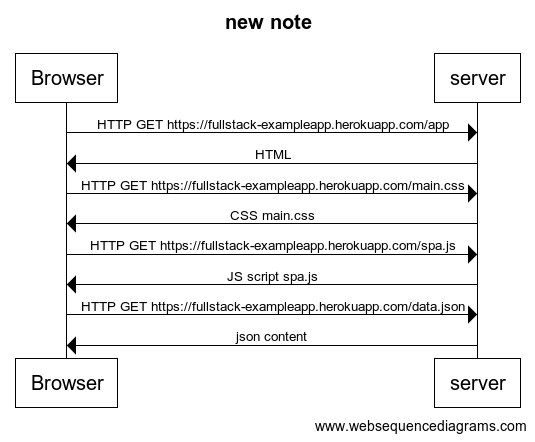 new note
Browser
server
HTTP GET https://fullstack-exampleapp.herokuapp.com/app
HTML
HTTP GET https://fullstack-exampleapp.herokuapp.com/main.css
CSS main.css
HTTP GET https://fullstack-exampleapp.herokuapp.com/spa.js
JS script spa.js
HTTP GET https://fullstack-exampleapp.herokuapp.com/data.json
json content
Browser
server
www.websequencediagrams.com